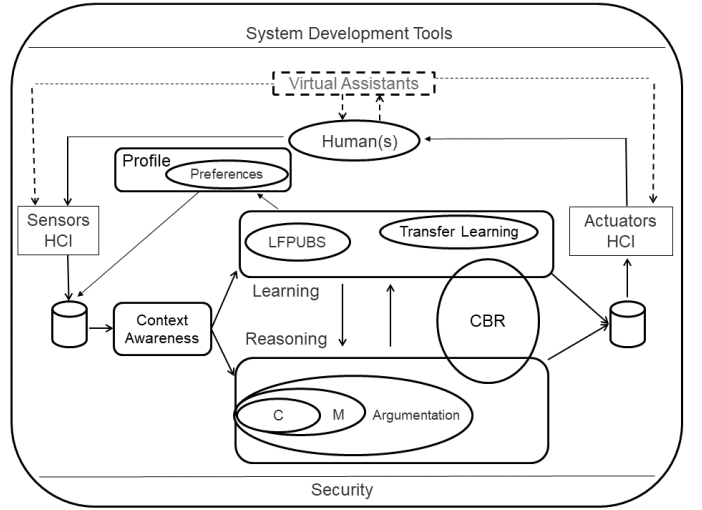 System Development Tools
Virtual Assistants
Human(s)
Profile
Preferences
Sensors
HCI
Actuators
HCI
LFPUBS
Transfer Learning
Learning
Context
Awareness
CBR
Reasoning
C
M
Argumentation
Security